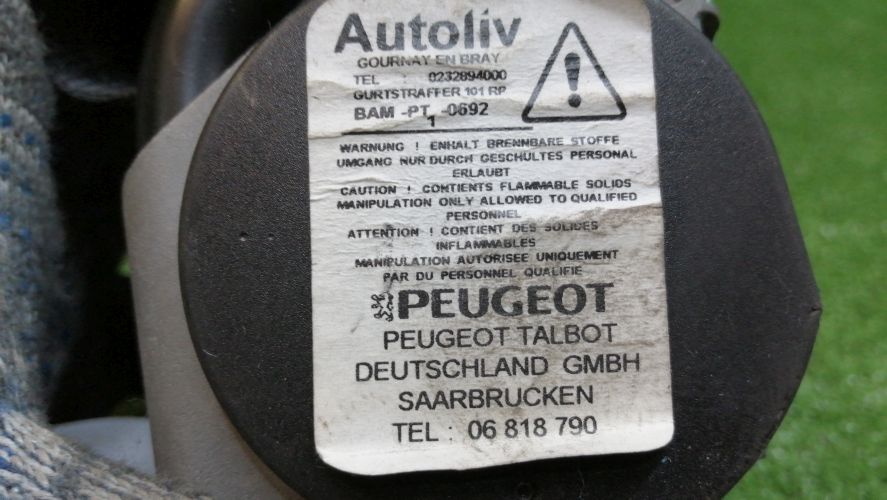 Autoliv
GOURNAY EN BRAY
TEL : 0232894000
GURTSTRAFFER 101 RP
BAM -PT -0692
1
!
WARNUNG ! ENHALT BRENNBARE STOFFE
UMGANG NUR DURCH GESCHULTES PERSONAL
ERLAUBT
CAUTION ! CONTIENTS FLAMMABLE SOLIDS
MANIPULATION ONLY ALLOWED TO QUALIFIED
PERSONNEL
ATTENTION ! CONTIENT DES SOLIDES
INFLAMMABLES
MANIPULATION AUTORISEE UNIQUEMENT
PAR DU PERSONNEL QUALIFIE
PEUGEOT
PEUGEOT TALBOT
DEUTSCHLAND GMBH
SAARBRUCKEN
TEL : 06 818 790